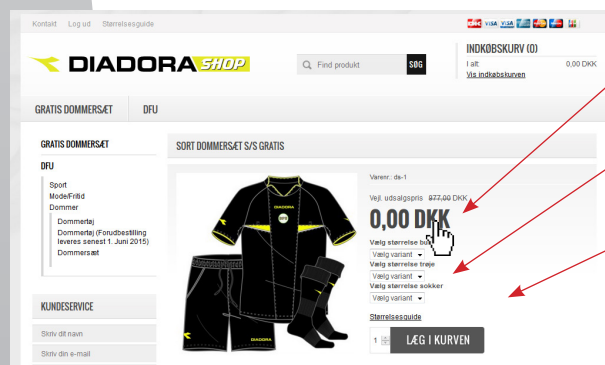 Kontakt Log ud Størrelsesguide
DIADORA SHOP
Find produkt
SØG
INDKØBSKURV (0)
I alt: 0,00 DKK
Vis indkøbskurven
GRATIS DOMMERSÆT DFU
GRATIS DOMMERSÆT
DFU
Sport
Mode/Fritid
Dommer
Dommertøj
Dommertøj (Forudbestilling
leveres senest 1. Juni 2015)
Dommersæt
KUNDESERVICE
Skriv dit navn
Skriv din e-mail
SORT DOMMERSÆT S/S GRATIS
DIADORA
Varenr.: ds-1
Vejl. udsalgspris 977,00 DKK
0,00 DKK
Vælg størrelse
Vælg variant
Vælg størrelse trøje
Vælg variant
Vælg størrelse sokker
Vælg variant
Størrelsesguide
1 LÆG I KURVEN